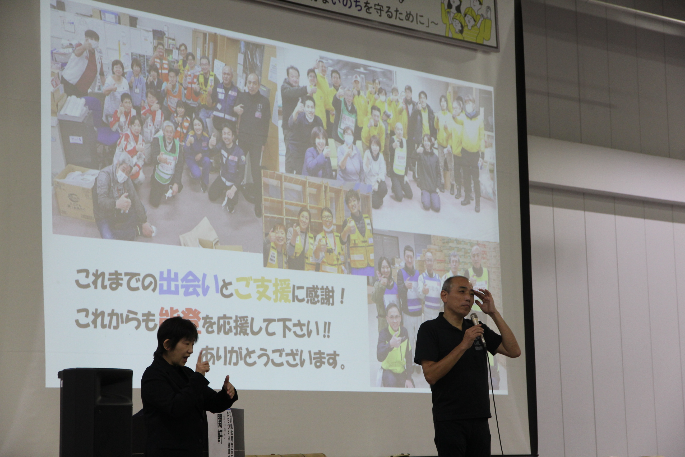 いのちを守るために」～
これまでの出会いとご支援に感謝！
これからも能登を応援して下さい!!
ありがとうございます。